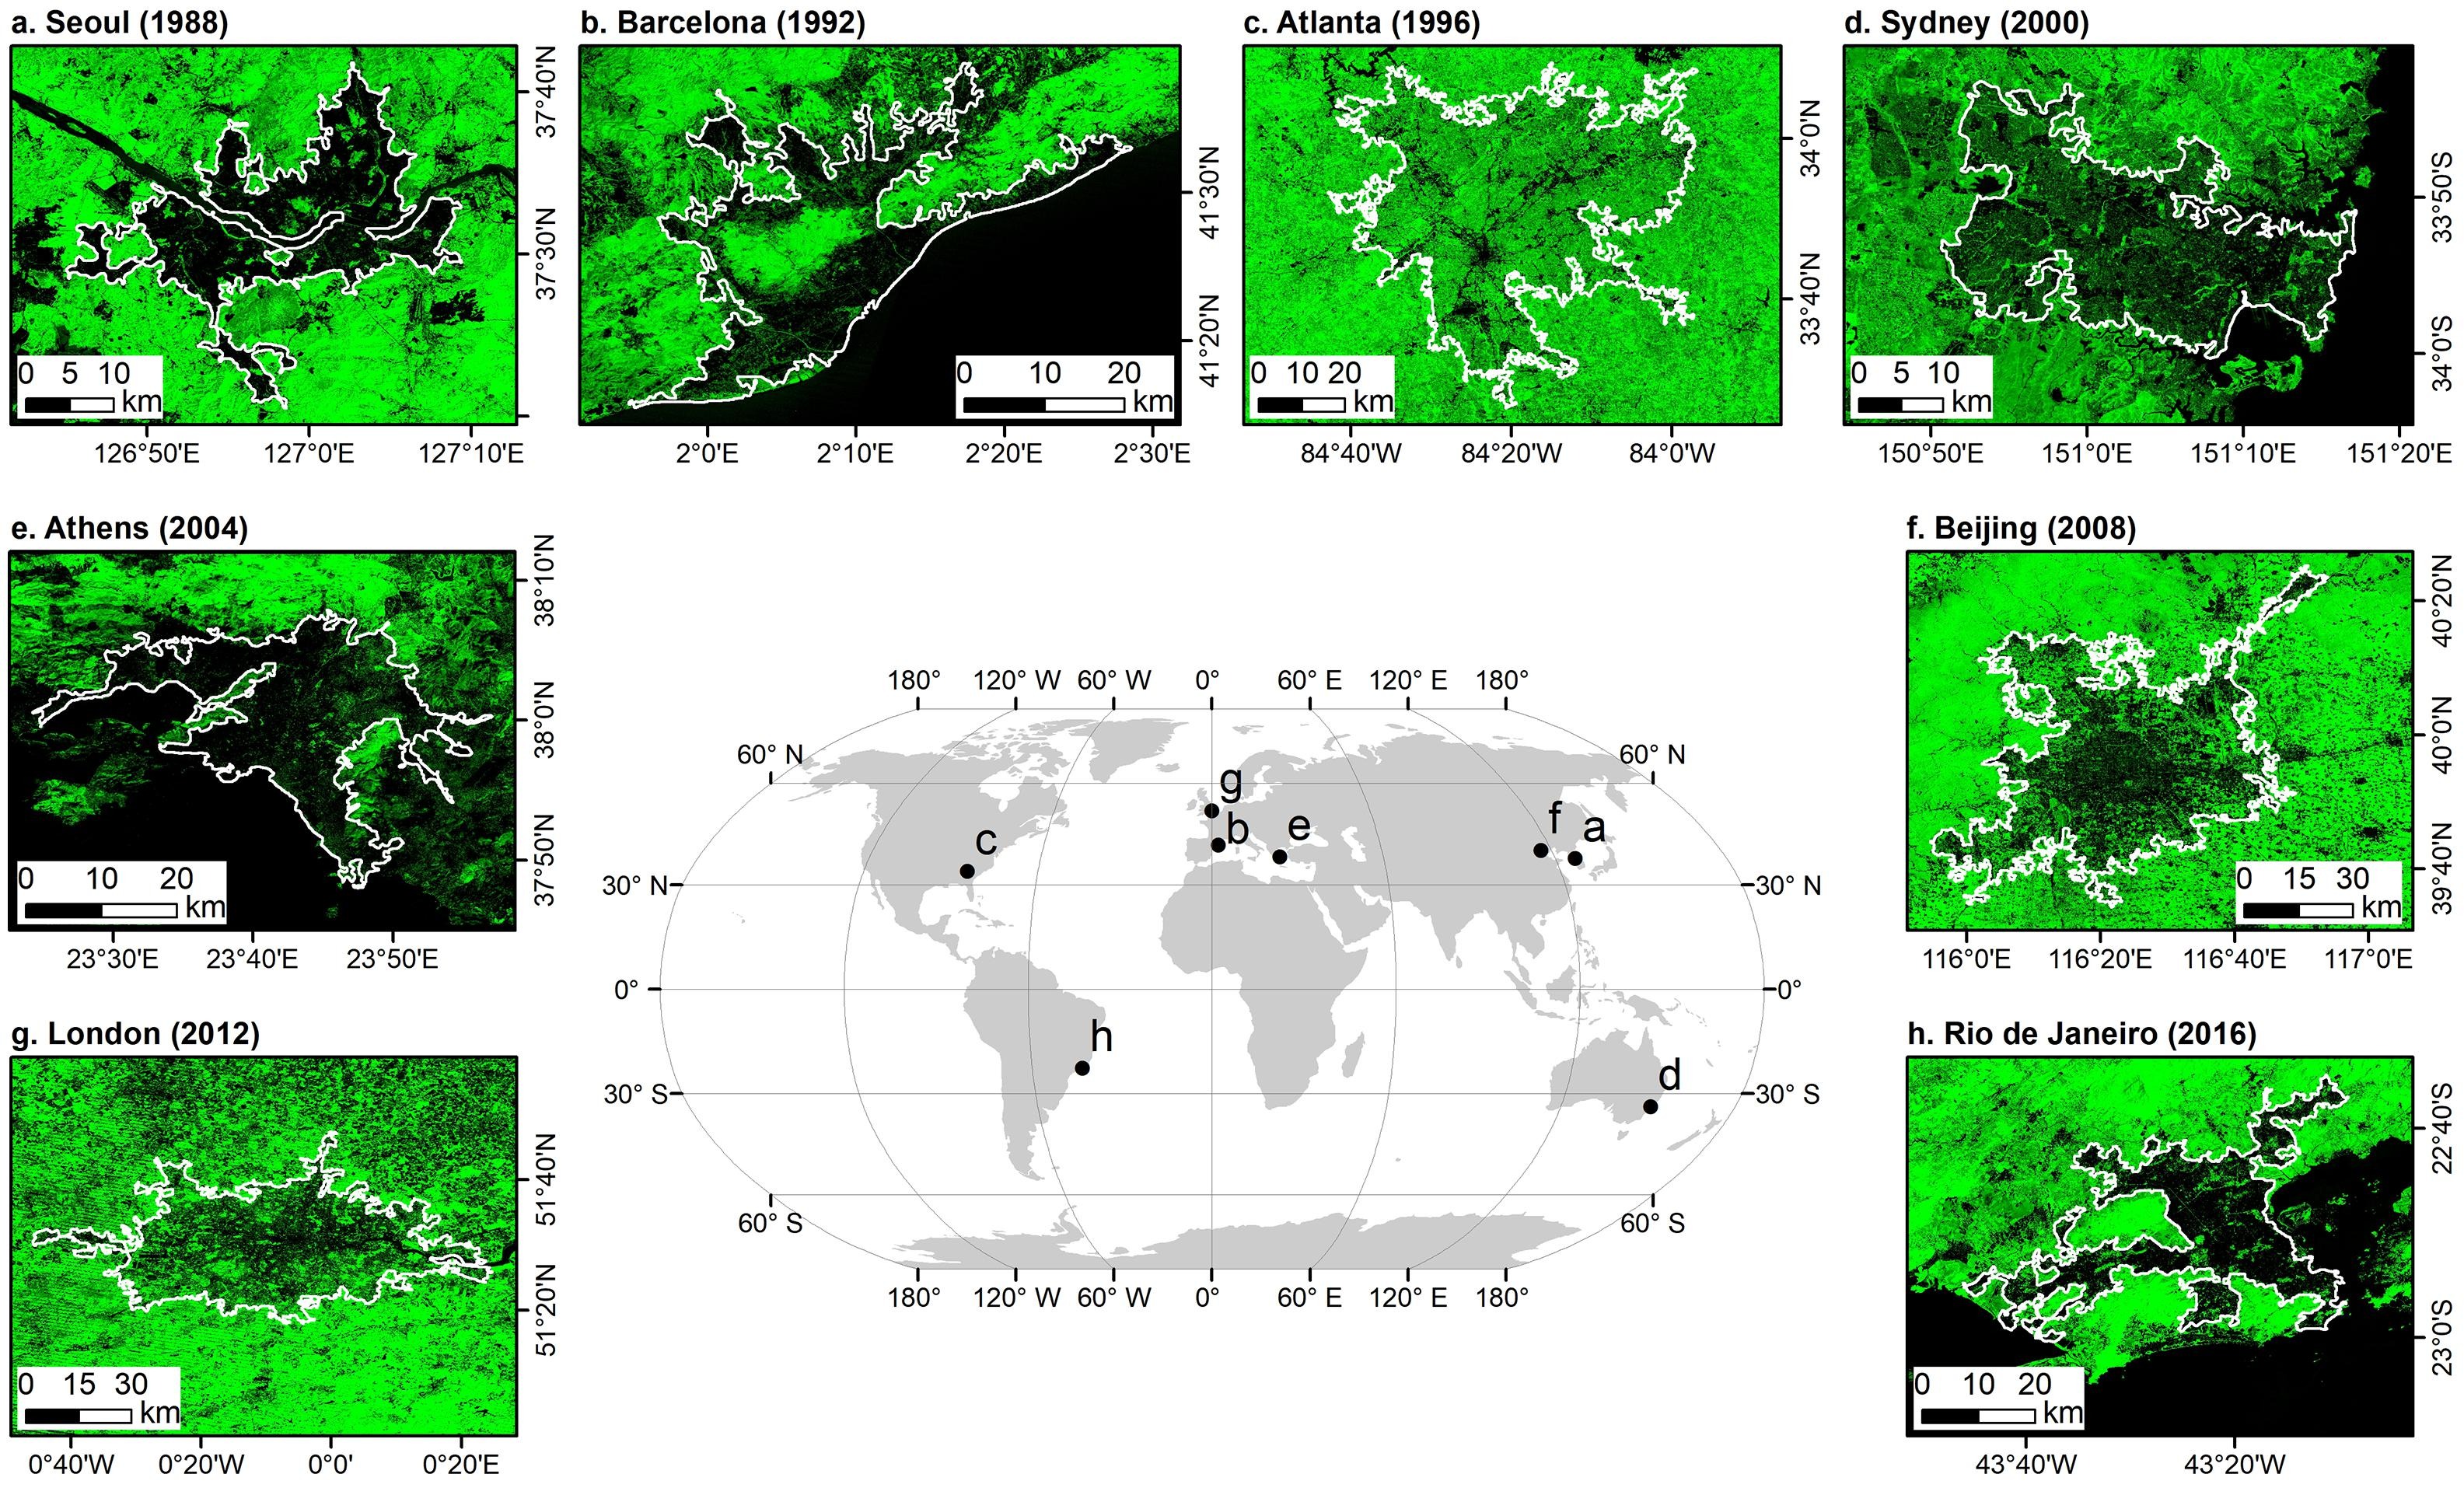 a. Seoul (1988)
37°40'N
37°30'N
0 5 10
km
126°50'E 127°0'E 127°10'E
b. Barcelona (1992)
41°30'N
41°20'N
0 10 20
km
2°0'E 2°10'E 2°20'E 2°30'E
c. Atlanta (1996)
34°0'N
33°40'N
0 10 20
km
84°40'W 84°20'W 84°0'W
d. Sydney (2000)
33°50'S
34°0'S
0 5 10
km
150°50'E 151°0'E 151°10'E 151°20'E
e. Athens (2004)
38°10'N
38°0'N
37°50'N
0 10 20
km
23°30'E 23°40'E 23°50'E
f. Beijing (2008)
40°20'N
40°0'N
39°40'N
0 15 30
km
116°0'E 116°20'E 116°40'E 117°0'E
180° 120° W 60° W 0° 60° E 120° E 180°
60° N 60° N
g
b
e
f
a
c
30° N 30° N
0° 0°
h
d
30° S 30° S
60° S 60° S
180° 120° W 60° W 0° 60° E 120° E 180°
g. London (2012)
51°40'N
51°20'N
0 15 30
km
0°40'W 0°20'W 0°0' 0°20'E
h. Rio de Janeiro (2016)
22°40'S
23°0'S
0 10 20
km
43°40'W 43°20'W